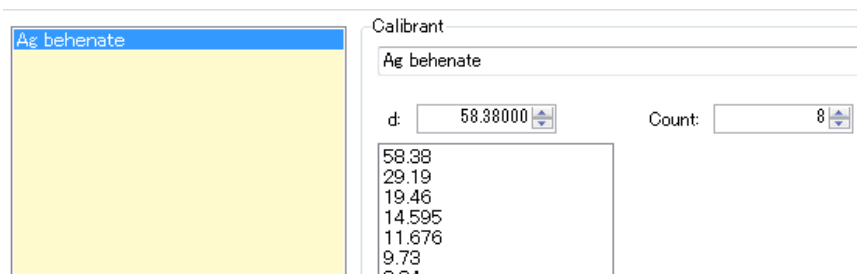 Ag behenate
Calibrant
Ag behenate
d: 58.38000 Count: 8
58.38
29.19
19.46
14.595
11.676
9.73